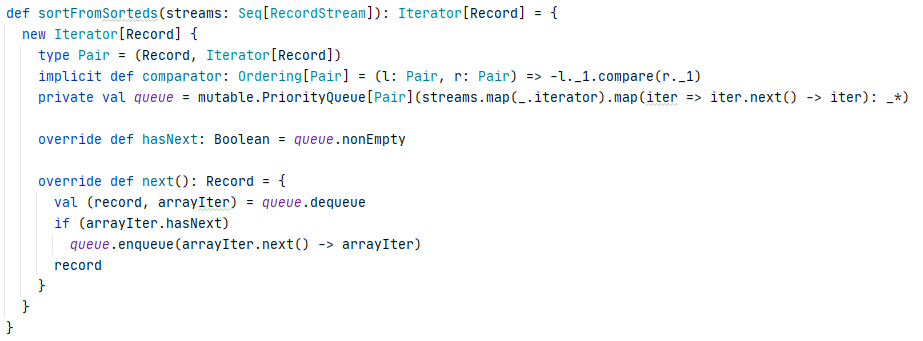 def sortFromSorteds(streams: Seq[RecordStream]): Iterator[Record] = {
  new Iterator[Record] {
    type Pair = (Record, Iterator[Record])
    implicit def comparator: Ordering[Pair] = (l: Pair, r: Pair) => -l._1.compare(r._1)
    private val queue = mutable.PriorityQueue[Pair](streams.map(_.iterator).map(iter => iter.next() -> iter): _*)

    override def hasNext: Boolean = queue.nonEmpty

    override def next(): Record = {
      val (record, arrayIter) = queue.dequeue
      if (arrayIter.hasNext)
        queue.enqueue(arrayIter.next() -> arrayIter)
      record
    }
  }
}